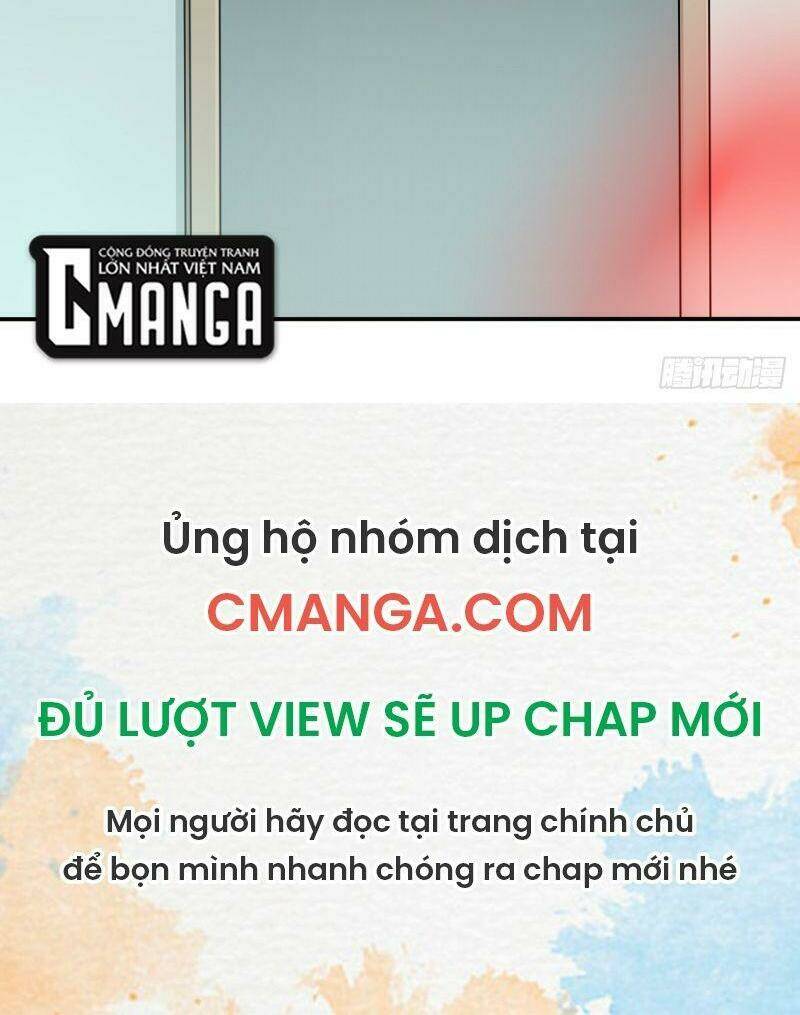 CỘNG ĐỒNG TRUYỆN TRANH
LỚN NHẤT VIỆT NAM
CMANGA
腾讯动漫
Ủng hộ nhóm dịch tại
CMANGA.COM
ĐỦ LƯỢT VIEW SẼ UP CHAP MỚI
Mọi người hãy đọc tại trang chính chủ
để bọn mình nhanh chóng ra chap mới nhé